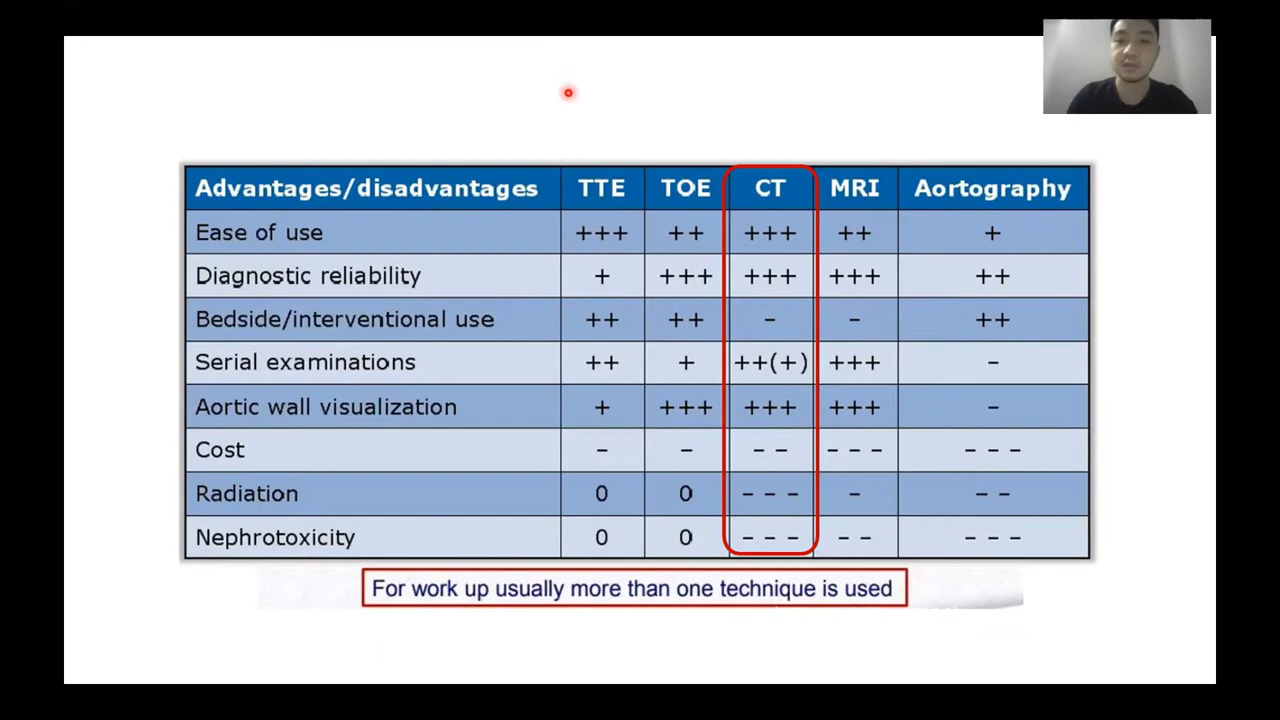 Advantages/disadvantages TTE TOE CT MRI Aortography
Ease of use +++ ++ +++ ++ +
Diagnostic reliability + +++ +++ +++ ++
Bedside/interventional use ++ ++ – – ++
Serial examinations ++ + ++(+) +++ –
Aortic wall visualization + +++ +++ +++ –
Cost – – – – – – – – – –
Radiation 0 0 – – – – – –
Nephrotoxicity 0 0 – – – – – – – –
For work up usually more than one technique is used